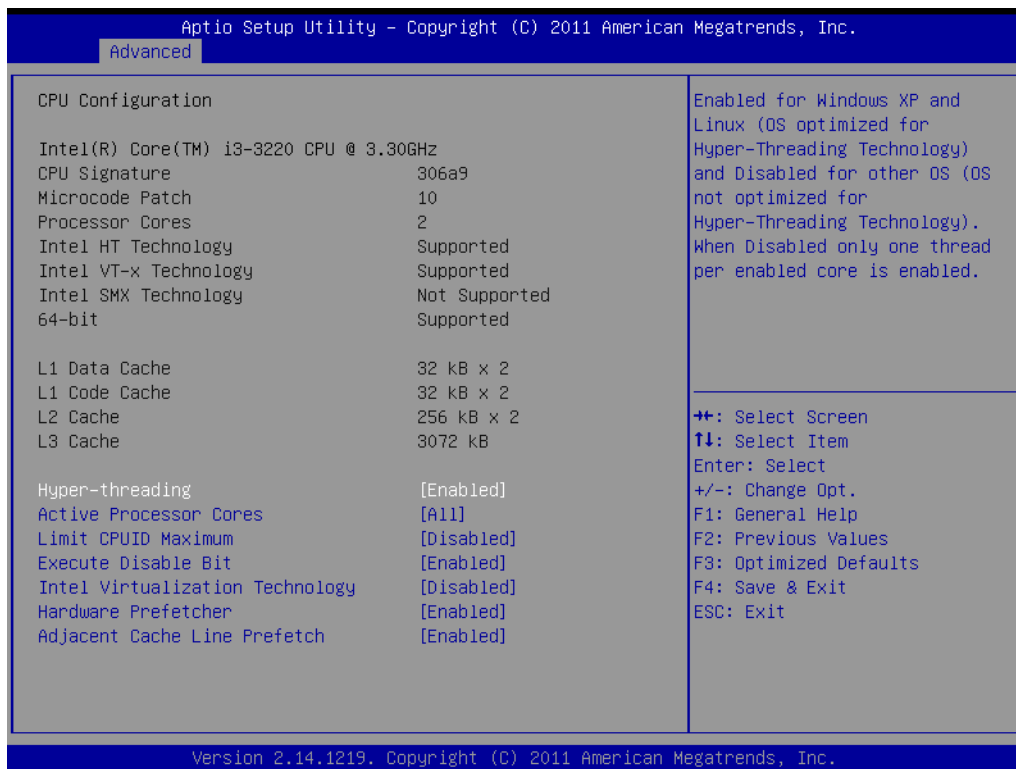 Aptio Setup Utility – Copyright (C) 2011 American Megatrends, Inc.
Advanced
CPU Configuration
Intel(R) Core(TM) i3-3220 CPU @ 3.30GHz
CPU Signature 306a9
Microcode Patch 10
Processor Cores 2
Intel HT Technology Supported
Intel VT-x Technology Supported
Intel SMX Technology Not Supported
64-bit Supported
L1 Data Cache 32 kB x 2
L1 Code Cache 32 kB x 2
L2 Cache 256 kB x 2
L3 Cache 3072 kB
Hyper-threading [Enabled]
Active Processor Cores [All]
Limit CPUID Maximum [Disabled]
Execute Disable Bit [Enabled]
Intel Virtualization Technology [Disabled]
Hardware Prefetcher [Enabled]
Adjacent Cache Line Prefetch [Enabled]
Enabled for Windows XP and
Linux (OS optimized for
Hyper-Threading Technology)
and Disabled for other OS (OS
not optimized for
Hyper-Threading Technology).
When Disabled only one thread
per enabled core is enabled.
→←: Select Screen
↑↓: Select Item
Enter: Select
+/-: Change Opt.
F1: General Help
F2: Previous Values
F3: Optimized Defaults
F4: Save & Exit
ESC: Exit
Version 2.14.1219. Copyright (C) 2011 American Megatrends, Inc.